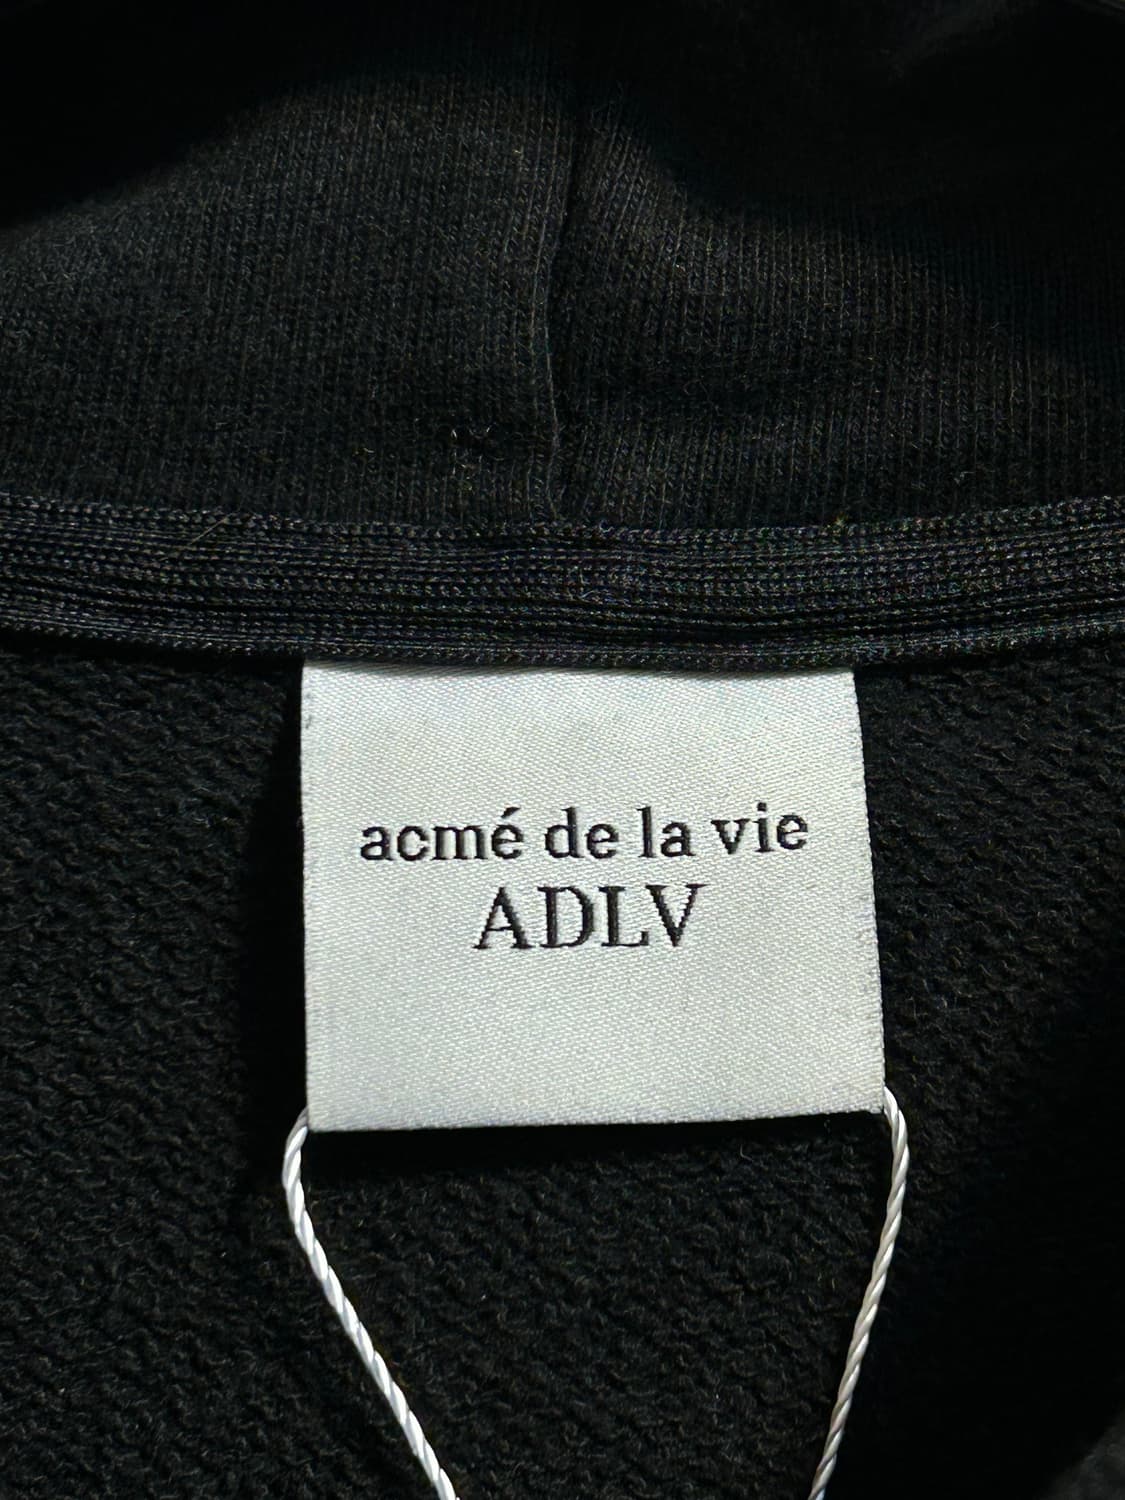 acmé de la vie
ADLV